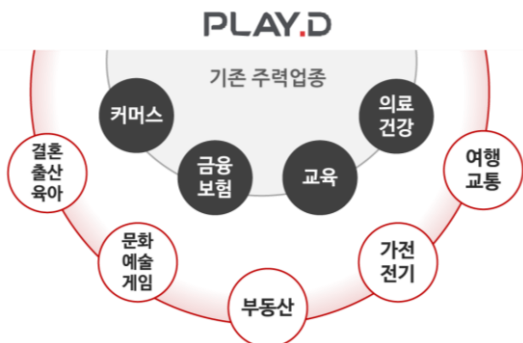 PLAY.D
기존 주력업종
커머스
금융
보험
교육
의료
건강
결혼
출산
육아
문화
예술
게임
부동산
가전
전기
여행
교통